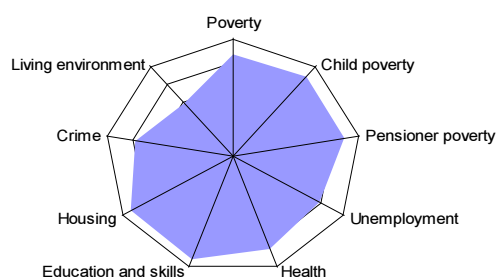 Poverty
Living environment
Child poverty
Crime
Pensioner poverty
Housing
Unemployment
Education and skills
Health